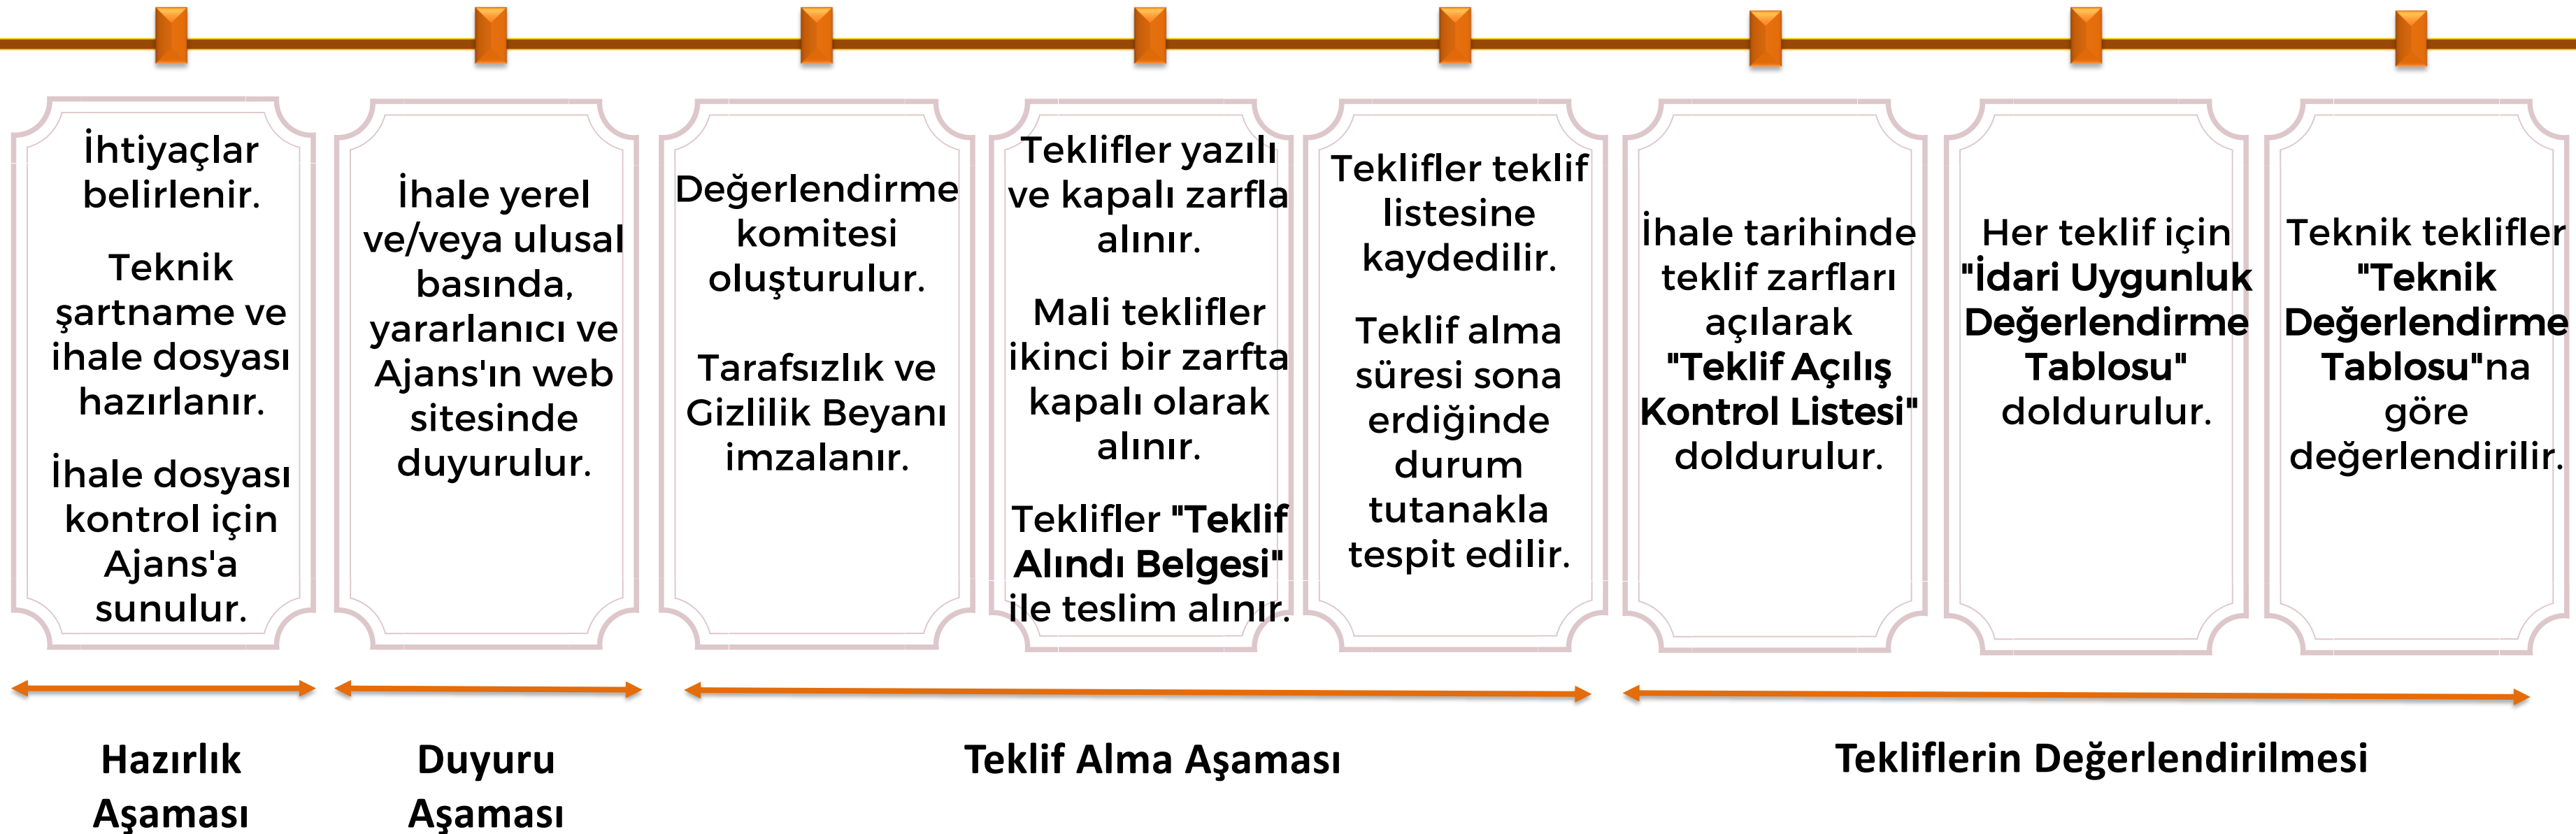 İhtiyaçlar
belirlenir.
Teknik
şartname ve
ihale dosyası
hazırlanır.
İhale dosyası
kontrol için
Ajans'a
sunulur.
İhale yerel
ve/veya ulusal
basında,
yararlanıcı ve
Ajans'ın web
sitesinde
duyurulur.
Değerlendirme
komitesi
oluşturulur.
Tarafsızlık ve
Gizlilik Beyanı
imzalanır.
Teklifler yazılı
ve kapalı zarfla
alınır.
Mali teklifler
ikinci bir zarfta
kapalı olarak
alınır.
Teklifler "Teklif
Alındı Belgesi"
ile teslim alınır.
Teklifler teklif
listesine
kaydedilir.
Teklif alma
süresi sona
erdiğinde
durum
tutanakla
tespit edilir.
İhale tarihinde
teklif zarfları
açılarak
"Teklif Açılış
Kontrol Listesi"
doldurulur.
Her teklif için
"İdari Uygunluk
Değerlendirme
Tablosu"
doldurulur.
Teknik teklifler
"Teknik
Değerlendirme
Tablosu"na
göre
değerlendirilir.
Hazırlık
Aşaması
Duyuru
Aşaması
Teklif Alma Aşaması
Tekliflerin Değerlendirilmesi